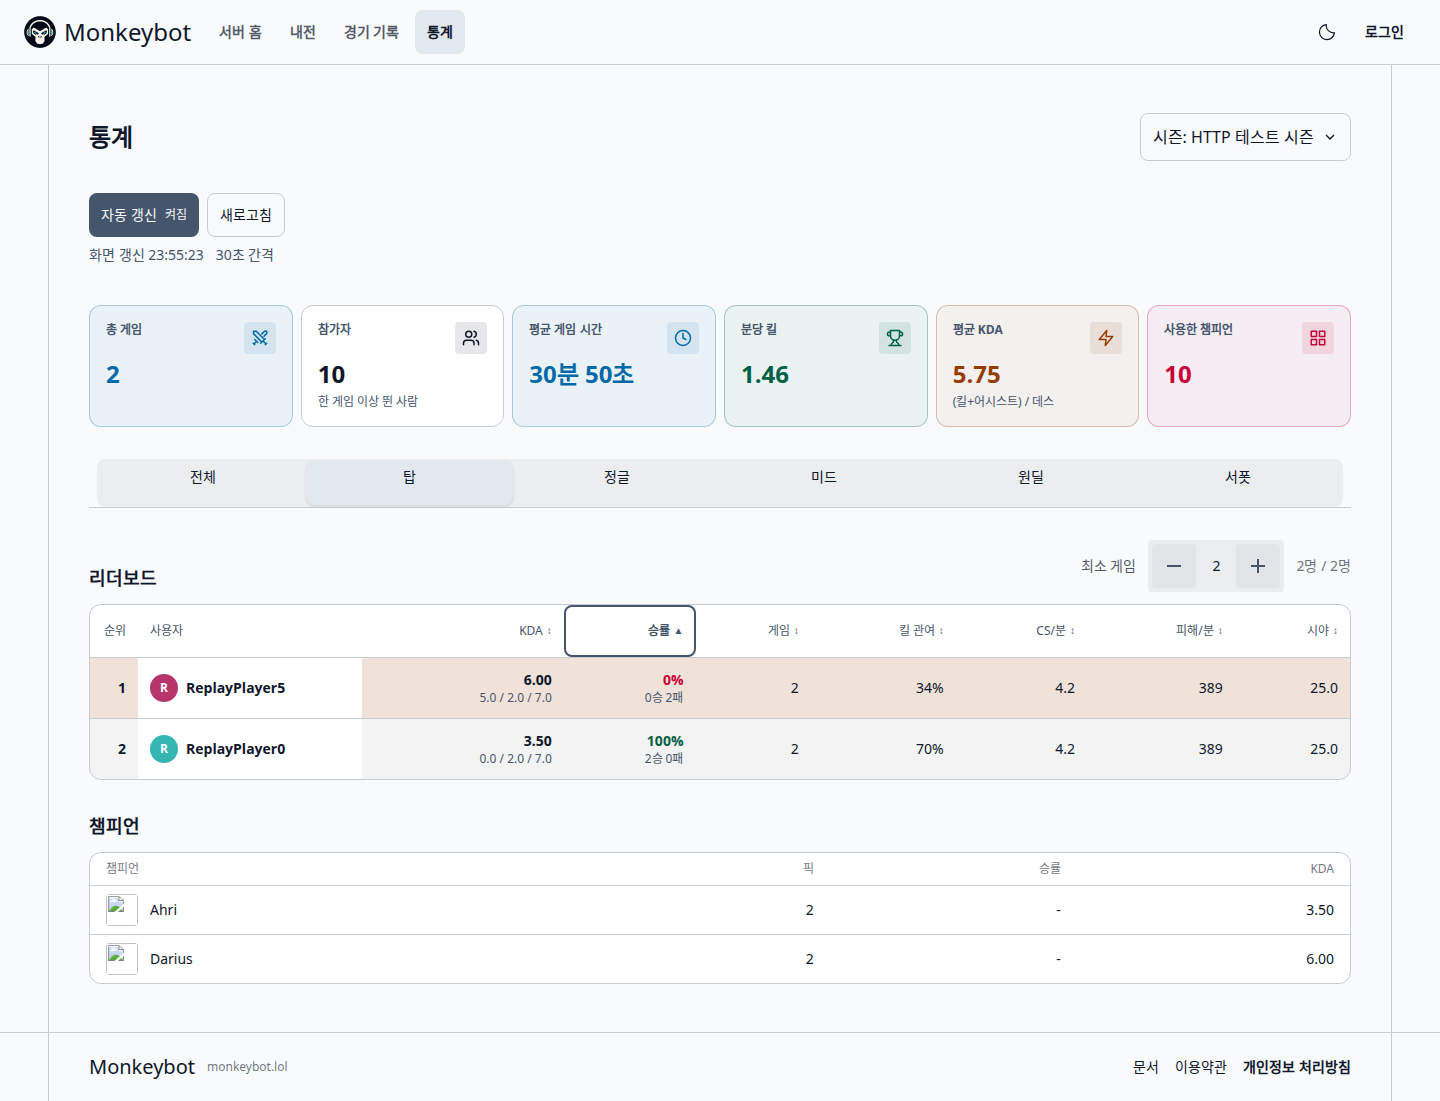 Monkeybot 서버 홈 내전 경기 기록 통계 로그인
통계
시즌: HTTP 테스트 시즌
자동 갱신 켜짐 새로고침
화면 갱신 23:55:23 30초 간격
총 게임
2
참가자
10
한 게임 이상 뛴 사람
평균 게임 시간
30분 50초
분당 킬
1.46
평균 KDA
5.75
(킬+어시스트) / 데스
사용한 챔피언
10
전체 탑 정글 미드 원딜 서폿
리더보드
최소 게임 2 2명 / 2명
순위 사용자 KDA ↕ 승률 ▲ 게임 ↕ 킬 관여 ↕ CS/분 ↕ 피해/분 ↕ 시야 ↕
1 R ReplayPlayer5 6.00 0% 2 34% 4.2 389 25.0
5.0 / 2.0 / 7.0 0승 2패
2 R ReplayPlayer0 3.50 100% 2 70% 4.2 389 25.0
0.0 / 2.0 / 7.0 2승 0패
챔피언
챔피언 픽 승률 KDA
Ahri 2 - 3.50
Darius 2 - 6.00
Monkeybot monkeybot.lol 문서 이용약관 개인정보 처리방침